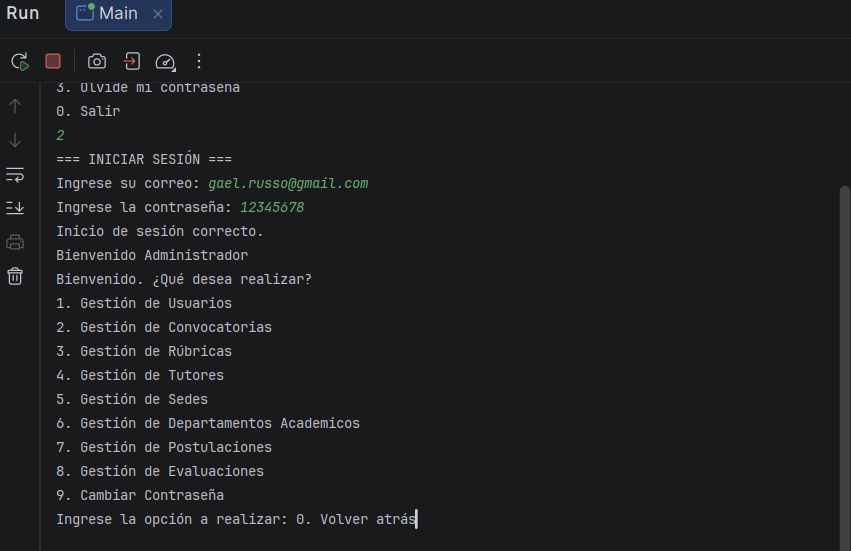 Run
Main
3. Olvide mi contraseña
0. Salir
2
=== INICIAR SESIÓN ===
Ingrese su correo: gael.russo@gmail.com
Ingrese la contraseña: 12345678
Inicio de sesión correcto.
Bienvenido Administrador
Bienvenido. ¿Qué desea realizar?
1. Gestión de Usuarios
2. Gestión de Convocatorias
3. Gestión de Rúbricas
4. Gestión de Tutores
5. Gestión de Sedes
6. Gestión de Departamentos Academicos
7. Gestión de Postulaciones
8. Gestión de Evaluaciones
9. Cambiar Contraseña
Ingrese la opción a realizar: 0. Volver atrás